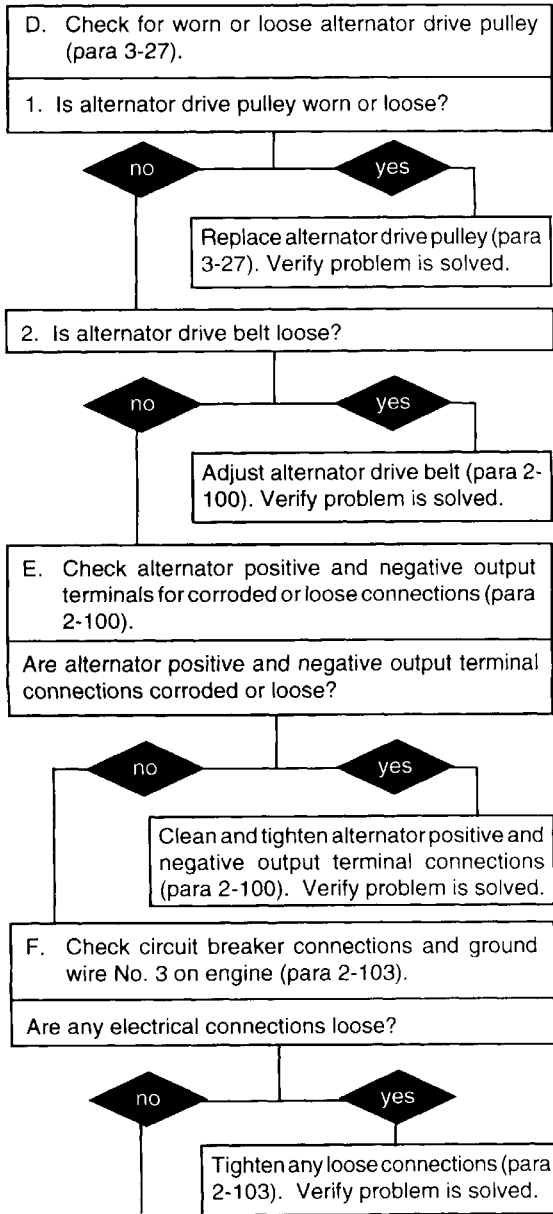 D. Check for worn or loose alternator drive pulley
(para 3-27).
1. Is alternator drive pulley worn or loose?
no
yes
Replace alternator drive pulley (para
3-27). Verify problem is solved.
2. Is alternator drive belt loose?
no
yes
Adjust alternator drive belt (para 2-
100). Verify problem is solved.
E. Check alternator positive and negative output
terminals for corroded or loose connections (para
2-100).
Are alternator positive and negative output terminal
connections corroded or loose?
no
yes
Clean and tighten alternator positive and
negative output terminal connections
(para 2-100). Verify problem is solved.
F. Check circuit breaker connections and ground
wire No. 3 on engine (para 2-103).
Are any electrical connections loose?
no
yes
Tighten any loose connections (para
2-103). Verify problem is solved.